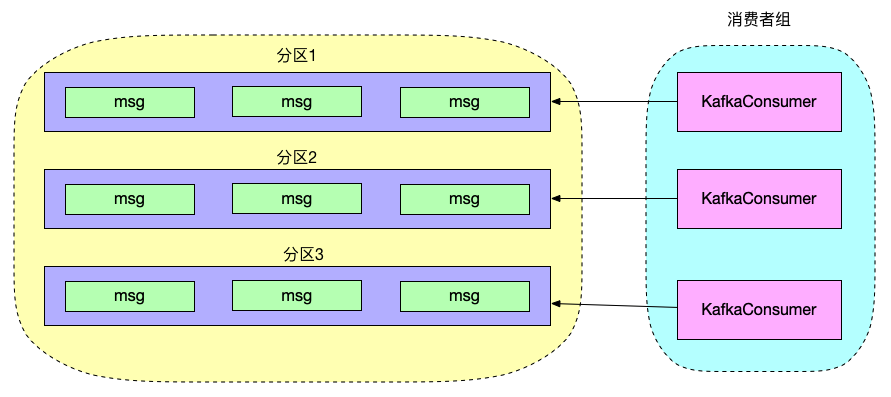 消费者组
分区1
msg msg msg
KafkaConsumer
分区2
msg msg msg
KafkaConsumer
分区3
msg msg msg
KafkaConsumer